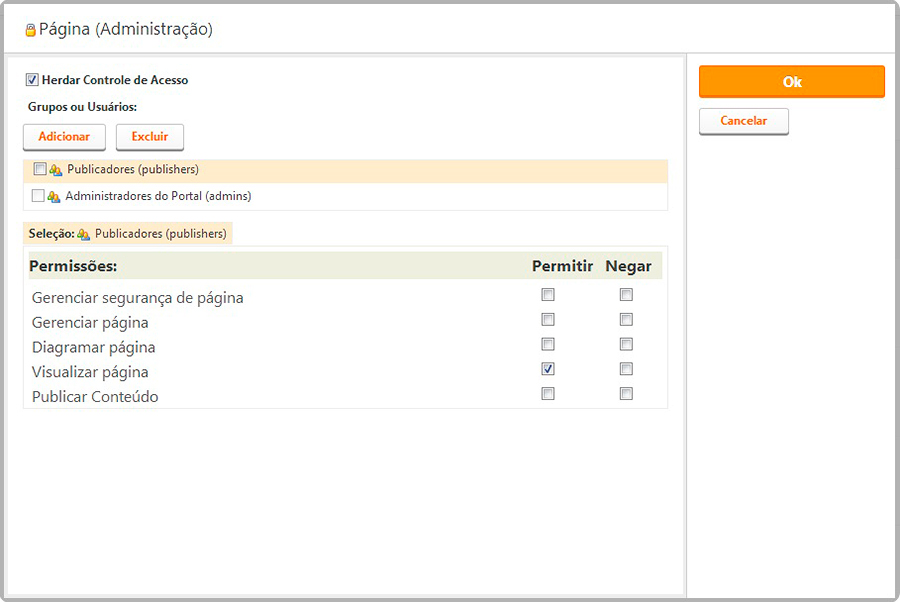 Página (Administração)
Herdar Controle de Acesso
Grupos ou Usuários:
Adicionar Excluir
Publicadores (publishers)
Administradores do Portal (admins)
Seleção: Publicadores (publishers)
Permissões: Permitir Negar
Gerenciar segurança de página
Gerenciar página
Diagramar página
Visualizar página
Publicar Conteúdo
Ok
Cancelar